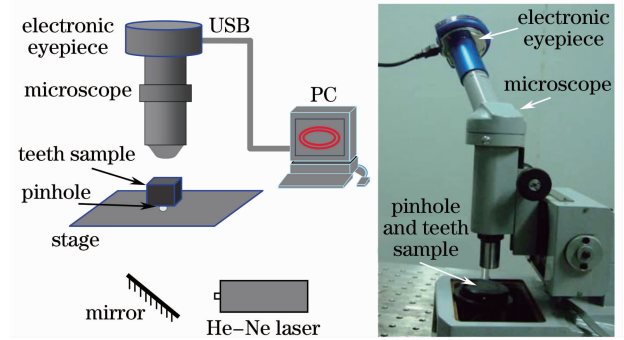 electronic
eyepiece
USB
microscope
PC
teeth sample
pinhole
stage
mirror
He–Ne laser
electronic
eyepiece
microscope
pinhole
and teeth
sample